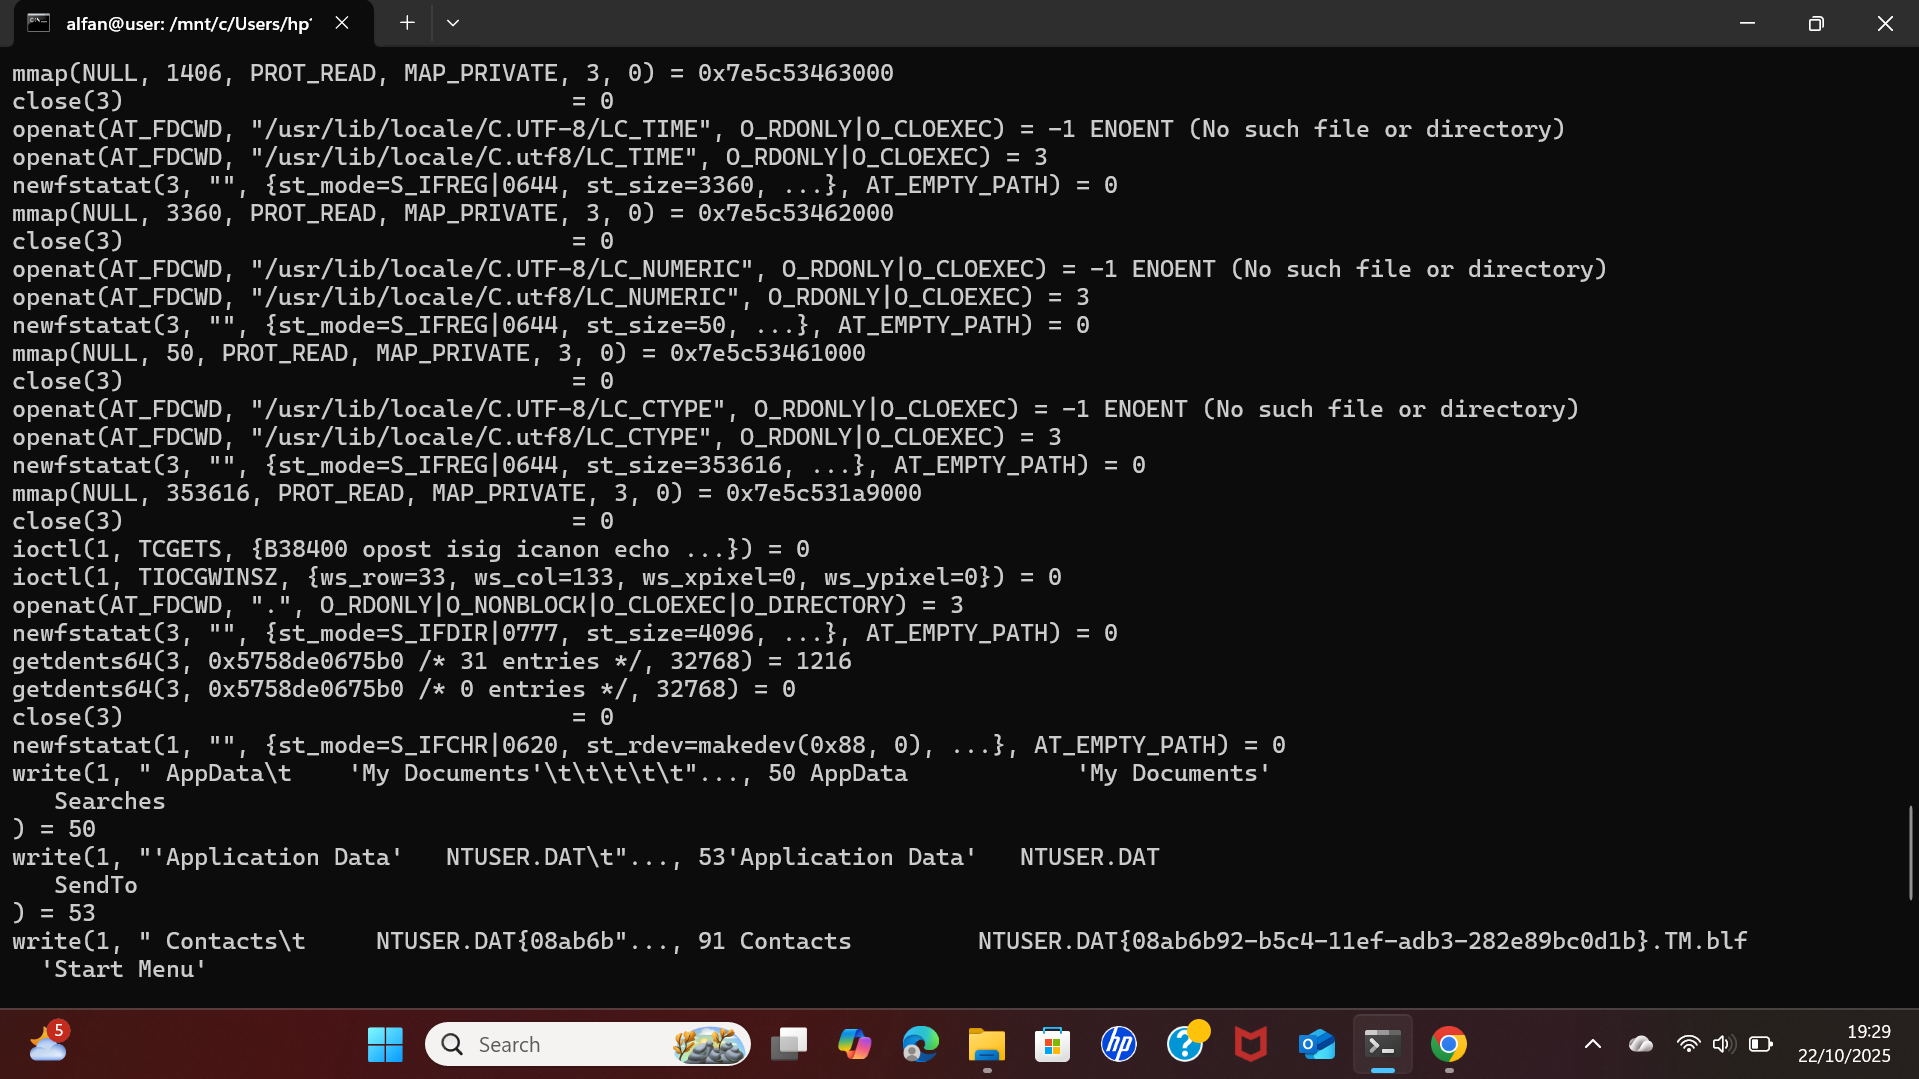 alfan@user: /mnt/c/Users/hp1
mmap(NULL, 1406, PROT_READ, MAP_PRIVATE, 3, 0) = 0x7e5c53463000
close(3)                                = 0
openat(AT_FDCWD, "/usr/lib/locale/C.UTF-8/LC_TIME", O_RDONLY|O_CLOEXEC) = -1 ENOENT (No such file or directory)
openat(AT_FDCWD, "/usr/lib/locale/C.utf8/LC_TIME", O_RDONLY|O_CLOEXEC) = 3
newfstatat(3, "", {st_mode=S_IFREG|0644, st_size=3360, ...}, AT_EMPTY_PATH) = 0
mmap(NULL, 3360, PROT_READ, MAP_PRIVATE, 3, 0) = 0x7e5c53462000
close(3)                                = 0
openat(AT_FDCWD, "/usr/lib/locale/C.UTF-8/LC_NUMERIC", O_RDONLY|O_CLOEXEC) = -1 ENOENT (No such file or directory)
openat(AT_FDCWD, "/usr/lib/locale/C.utf8/LC_NUMERIC", O_RDONLY|O_CLOEXEC) = 3
newfstatat(3, "", {st_mode=S_IFREG|0644, st_size=50, ...}, AT_EMPTY_PATH) = 0
mmap(NULL, 50, PROT_READ, MAP_PRIVATE, 3, 0) = 0x7e5c53461000
close(3)                                = 0
openat(AT_FDCWD, "/usr/lib/locale/C.UTF-8/LC_CTYPE", O_RDONLY|O_CLOEXEC) = -1 ENOENT (No such file or directory)
openat(AT_FDCWD, "/usr/lib/locale/C.utf8/LC_CTYPE", O_RDONLY|O_CLOEXEC) = 3
newfstatat(3, "", {st_mode=S_IFREG|0644, st_size=353616, ...}, AT_EMPTY_PATH) = 0
mmap(NULL, 353616, PROT_READ, MAP_PRIVATE, 3, 0) = 0x7e5c531a9000
close(3)                                = 0
ioctl(1, TCGETS, {B38400 opost isig icanon echo ...}) = 0
ioctl(1, TIOCGWINSZ, {ws_row=33, ws_col=133, ws_xpixel=0, ws_ypixel=0}) = 0
openat(AT_FDCWD, ".", O_RDONLY|O_NONBLOCK|O_CLOEXEC|O_DIRECTORY) = 3
newfstatat(3, "", {st_mode=S_IFDIR|0777, st_size=4096, ...}, AT_EMPTY_PATH) = 0
getdents64(3, 0x5758de0675b0 /* 31 entries */, 32768) = 1216
getdents64(3, 0x5758de0675b0 /* 0 entries */, 32768) = 0
close(3)                                = 0
newfstatat(1, "", {st_mode=S_IFCHR|0620, st_rdev=makedev(0x88, 0), ...}, AT_EMPTY_PATH) = 0
write(1, " AppData\t    'My Documents'\t\t\t\t\t"..., 50 AppData            'My Documents'
   Searches
) = 50
write(1, "'Application Data'   NTUSER.DAT\t"..., 53'Application Data'   NTUSER.DAT
   SendTo
) = 53
write(1, " Contacts\t     NTUSER.DAT{08ab6b"..., 91 Contacts         NTUSER.DAT{08ab6b92-b5c4-11ef-adb3-282e89bc0d1b}.TM.blf
  'Start Menu'
5
Search
hp
19:29
22/10/2025